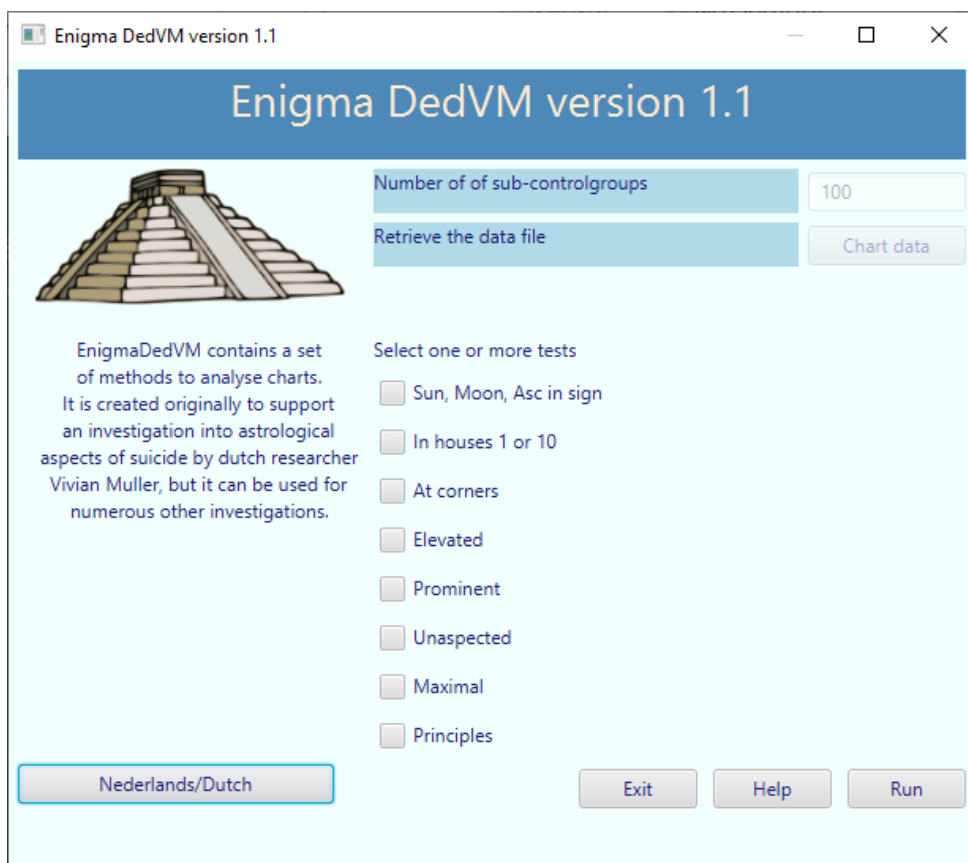 Enigma DedVM version 1.1
Enigma DedVM version 1.1
Number of of sub-controlgroups
100
Retrieve the data file
Chart data
EnigmaDedVM contains a set
of methods to analyse charts.
It is created originally to support
an investigation into astrological
aspects of suicide by dutch researcher
Vivian Muller, but it can be used for
numerous other investigations.
Select one or more tests
Sun, Moon, Asc in sign
In houses 1 or 10
At corners
Elevated
Prominent
Unaspected
Maximal
Principles
Nederlands/Dutch
Exit
Help
Run